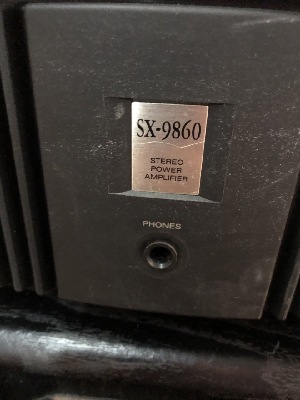 SX-9860
STEREO
POWER
AMPLIFIER
PHONES